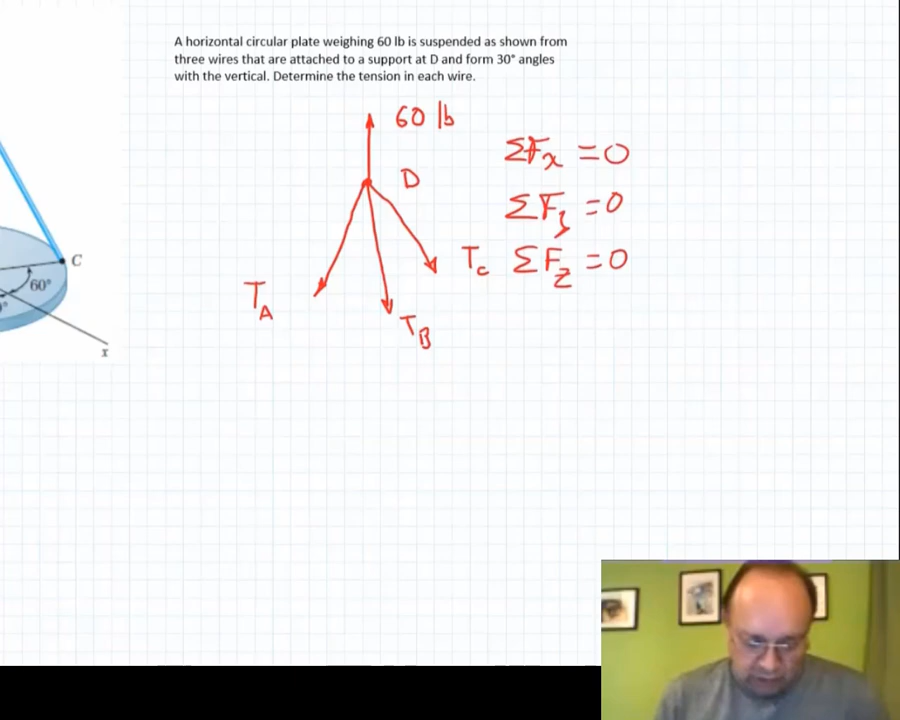 A horizontal circular plate weighing 60 lb is suspended as shown from
three wires that are attached to a support at D and form 30° angles
with the vertical. Determine the tension in each wire.
60 lb
D
ΣFx = 0
ΣFy = 0
ΣFz = 0
TA
TB
Tc
C
60°
x